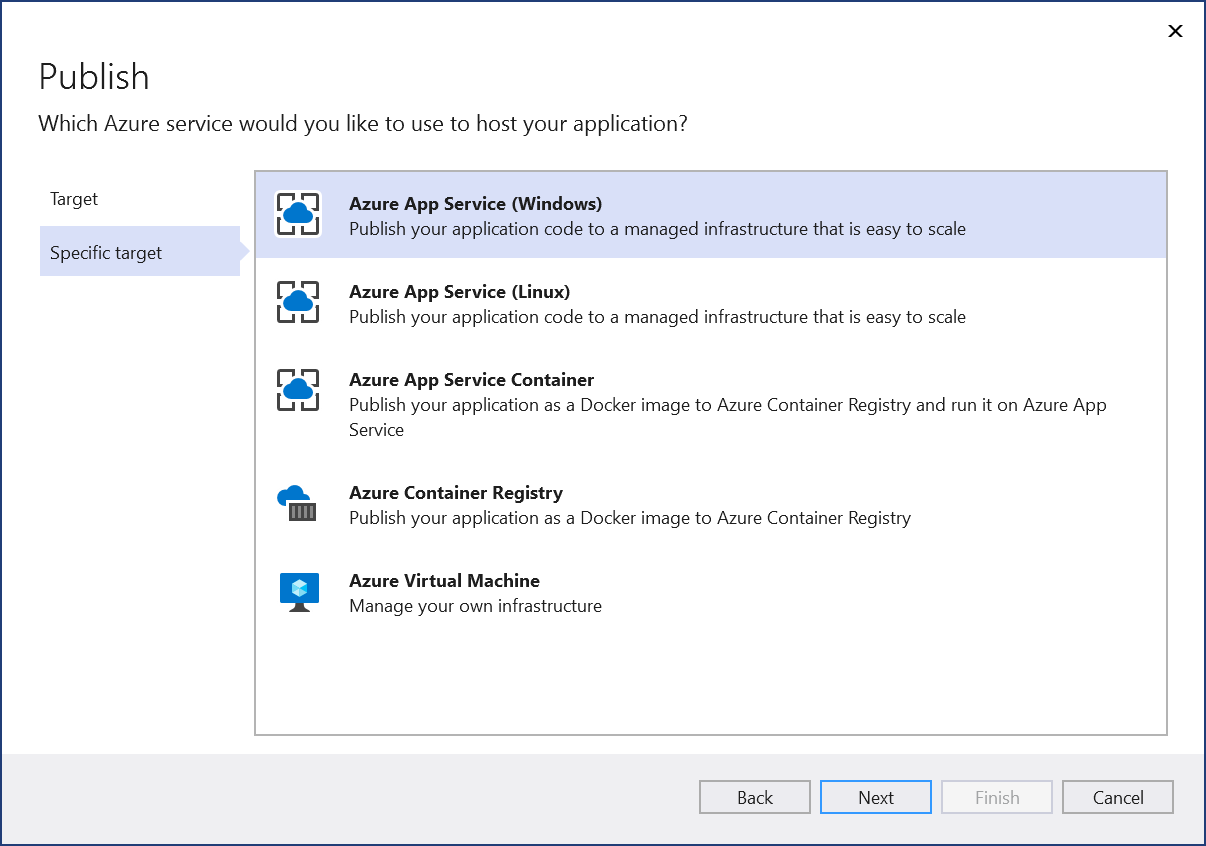 Publish
Which Azure service would you like to use to host your application?
Target
Specific target
Azure App Service (Windows)
Publish your application code to a managed infrastructure that is easy to scale
Azure App Service (Linux)
Publish your application code to a managed infrastructure that is easy to scale
Azure App Service Container
Publish your application as a Docker image to Azure Container Registry and run it on Azure App
Service
Azure Container Registry
Publish your application as a Docker image to Azure Container Registry
Azure Virtual Machine
Manage your own infrastructure
Back
Next
Finish
Cancel